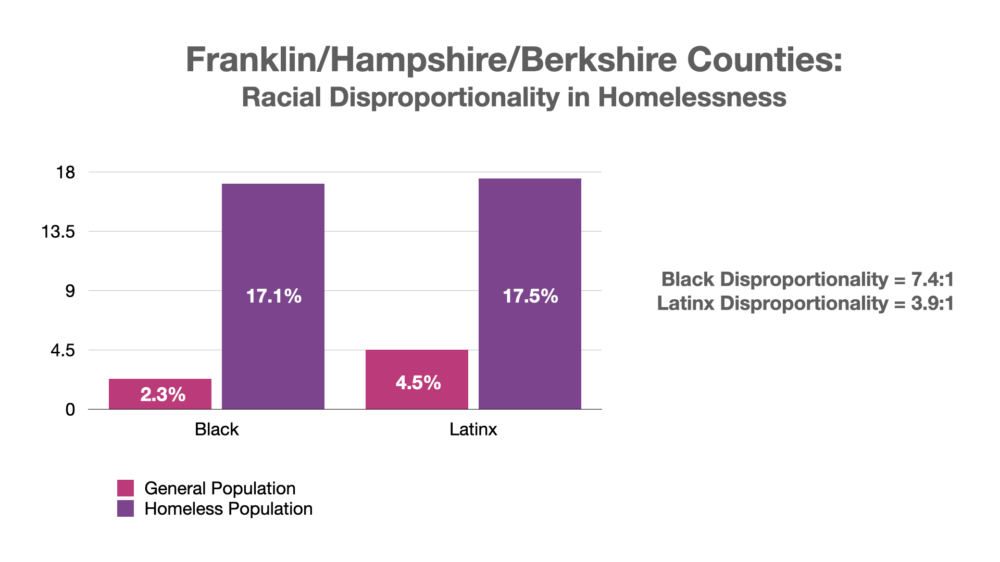 Franklin/Hampshire/Berkshire Counties:
Racial Disproportionality in Homelessness
18
13.5
9
4.5
0
2.3%
17.1%
4.5%
17.5%
Black
Latinx
Black Disproportionality = 7.4:1
Latinx Disproportionality = 3.9:1
General Population
Homeless Population